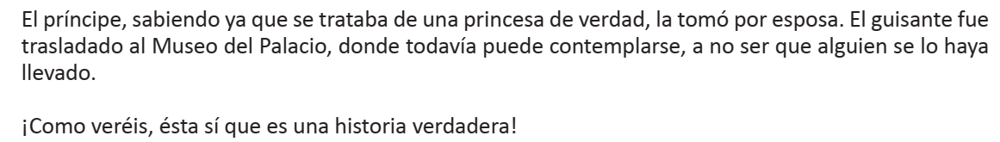 El príncipe, sabiendo ya que se trataba de una princesa de verdad, la tomó por esposa. El guisante fue
trasladado al Museo del Palacio, donde todavía puede contemplarse, a no ser que alguien se lo haya
llevado.
¡Como veréis, ésta sí que es una historia verdadera!